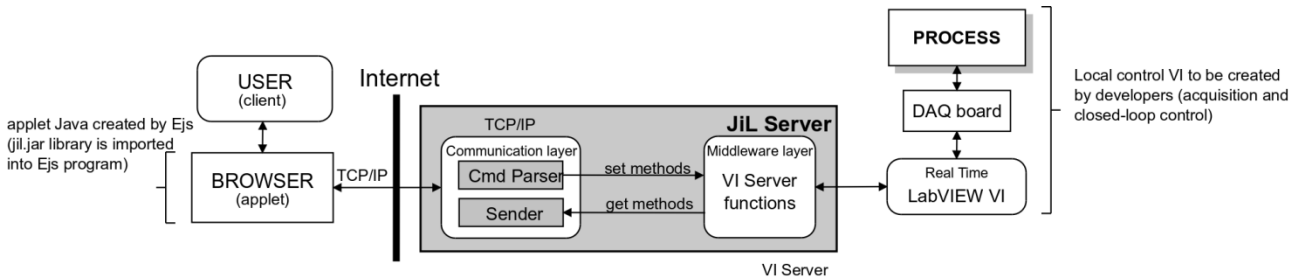 applet Java created by Ejs
(jil.jar library is imported
into Ejs program)
USER
(client)
BROWSER
(applet)
TCP/IP
Internet
TCP/IP
JiL Server
Communication layer
Cmd Parser
Sender
set methods
get methods
Middleware layer
VI Server
functions
VI Server
PROCESS
DAQ board
Real Time
LabVIEW VI
Local control VI to be created
by developers (acquisition and
closed-loop control)